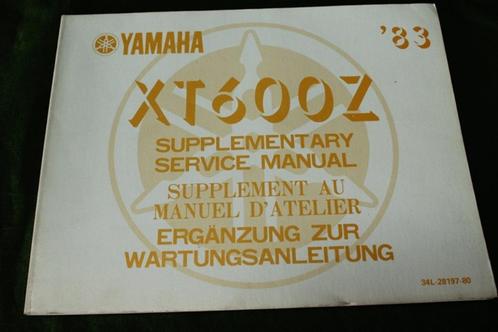 YAMAHA
'83
XT600Z
SUPPLEMENTARY
SERVICE MANUAL
SUPPLEMENT AU
MANUEL D'ATELIER
ERGÄNZUNG ZUR
WARTUNGSANLEITUNG
34L-28197-80